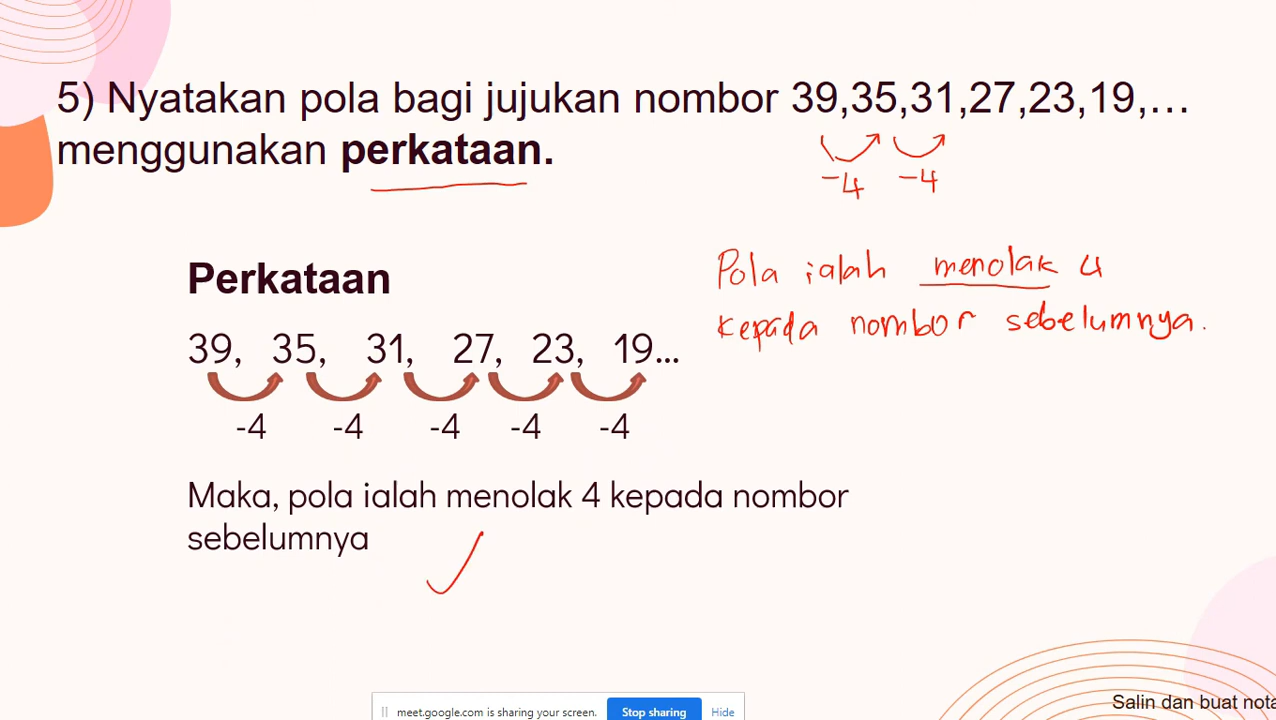 5) Nyatakan pola bagi jujukan nombor 39,35,31,27,23,19,...
menggunakan perkataan.
-4 -4
Perkataan
Pola ialah menolak 4
kepada nombor sebelumnya.
39, 35, 31, 27, 23, 19...
-4 -4 -4 -4 -4
Maka, pola ialah menolak 4 kepada nombor
sebelumnya
meet.google.com is sharing your screen. Stop sharing Hide
Salin dan buat nota